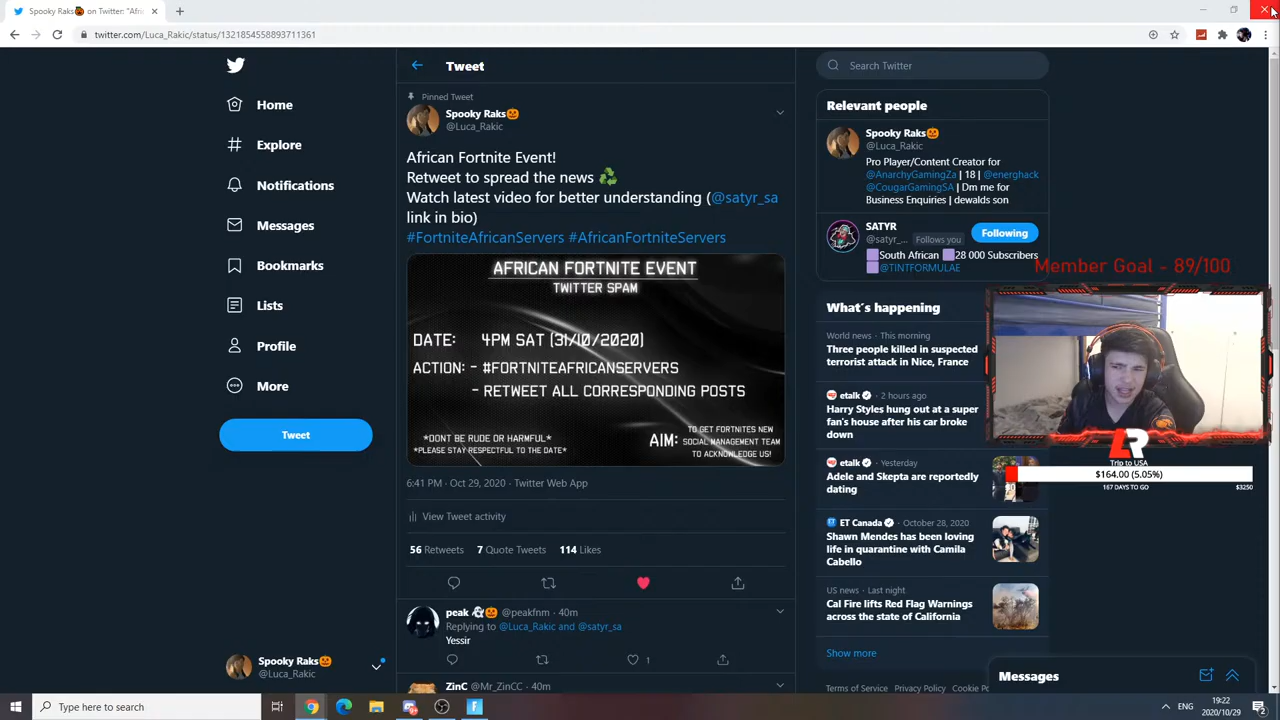 Spooky Raks🎃 on Twitter: "Afri
twitter.com/Luca_Rakic/status/1321854558893711361
Home
Explore
Notifications
Messages
Bookmarks
Lists
Profile
More
Tweet
Spooky Raks🎃
@Luca_Rakic
Tweet
Pinned Tweet
Spooky Raks🎃
@Luca_Rakic
African Fortnite Event!
Retweet to spread the news ♻️
Watch latest video for better understanding (@satyr_sa
link in bio)
#FortniteAfricanServers #AfricanFortniteServers
AFRICAN FORTNITE EVENT
TWITTER SPAM
DATE: 4PM SAT (31/10/2020)
ACTION: - #FORTNITEAFRICANSERVERS
- RETWEET ALL CORRESPONDING POSTS
*DONT BE RUDE OR HARMFUL*
*PLEASE STAY RESPECTFUL TO THE DATE*
AIM: TO GET FORTNITES NEW
SOCIAL MANAGEMENT TEAM
TO ACKNOWLEDGE US!
6:41 PM · Oct 29, 2020 · Twitter Web App
View Tweet activity
56 Retweets 7 Quote Tweets 114 Likes
peak 👻🎃 @peakfnm · 40m
Replying to @Luca_Rakic and @satyr_sa
Yessir
1
ZinC @Mr_ZinCC · 40m
Search Twitter
Relevant people
Spooky Raks🎃
@Luca_Rakic
Pro Player/Content Creator for
@AnarchyGamingZa | 18 | @energhack
@CougarGamingSA | Dm me for
Business Enquiries | dewalds son
SATYR
@satyr_... Follows you
Following
🟪South African 🟪28 000 Subscribers
🟪@TINTFORMULAE
Member Goal - 89/100
What's happening
World news · This morning
Three people killed in suspected
terrorist attack in Nice, France
etalk · 2 hours ago
Harry Styles hung out at a super
fan's house after his car broke
down
etalk · Yesterday
Adele and Skepta are reportedly
dating
ET Canada · October 28, 2020
Shawn Mendes has been loving
life in quarantine with Camila
Cabello
US news · Last night
Cal Fire lifts Red Flag Warnings
across the state of California
Show more
Terms of Service Privacy Policy Cookie Po
LR
Trip to USA
$164.00 (5.05%)
167 DAYS TO GO $3250
Messages
Type here to search
ENG
19:22
2020/10/29
2